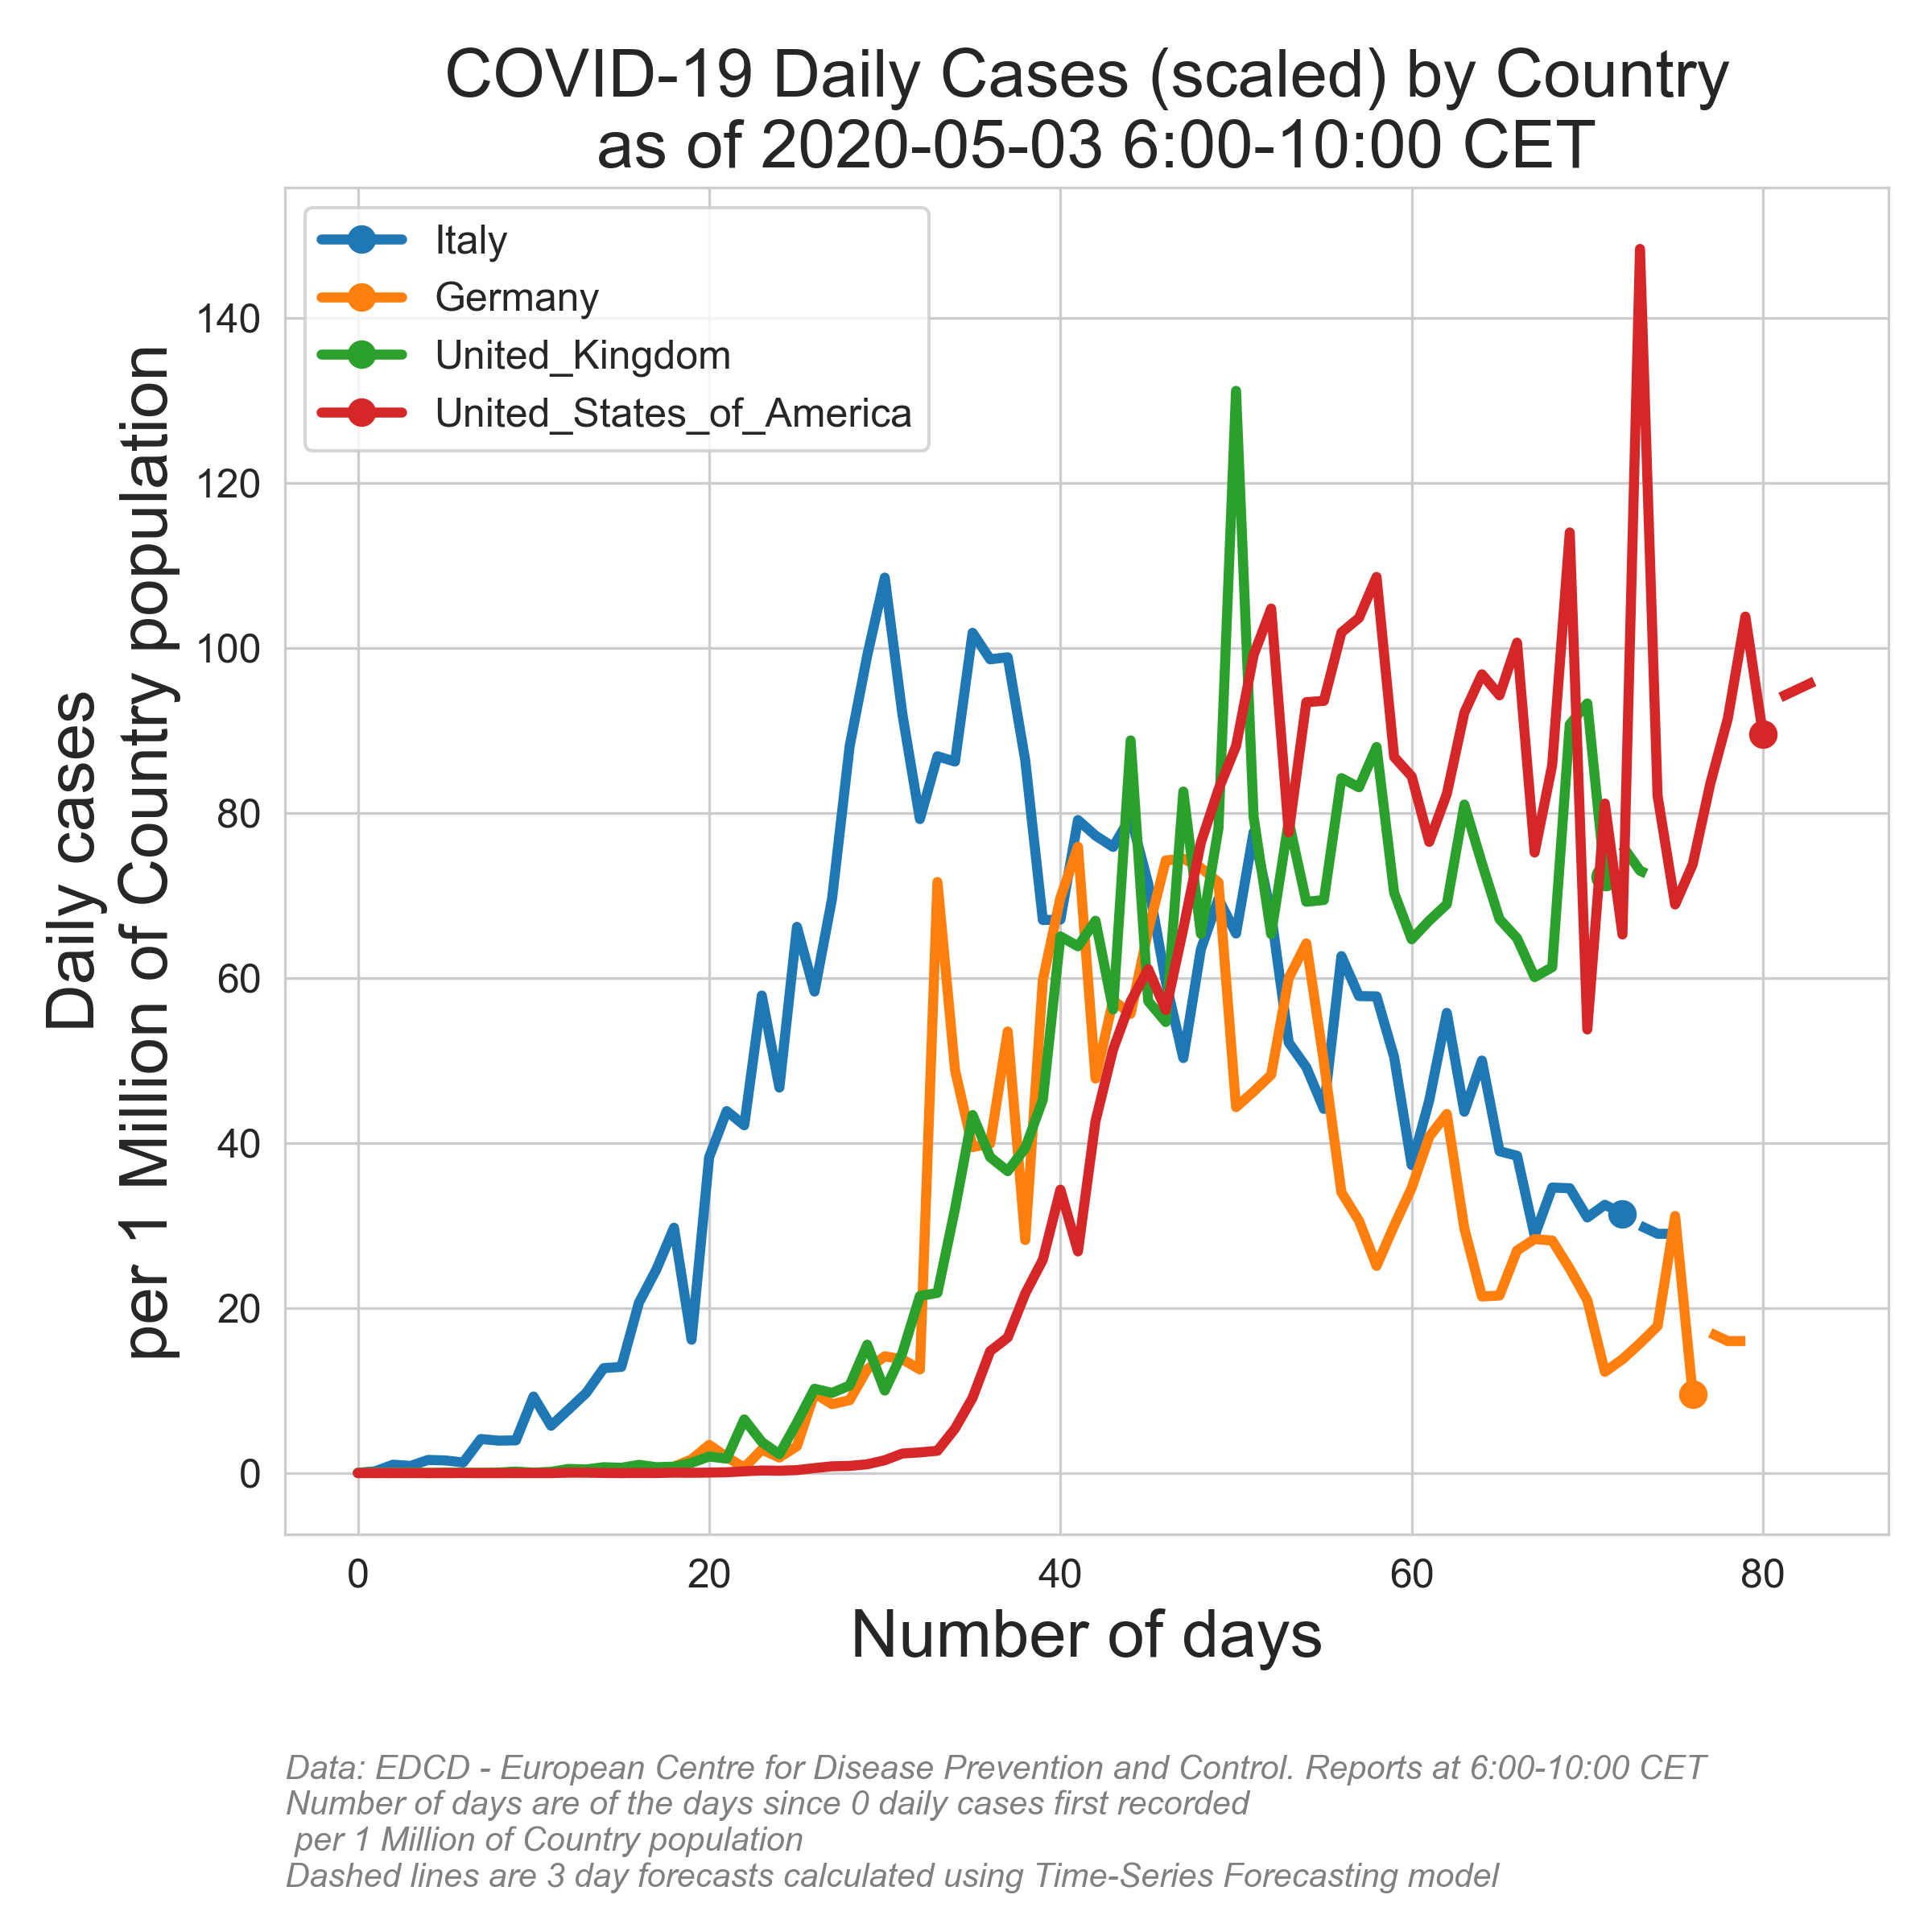 COVID-19 Daily Cases (scaled) by Country
as of 2020-05-03 6:00-10:00 CET
Italy
Germany
United_Kingdom
United_States_of_America
Daily cases
per 1 Million of Country population
140
120
100
80
60
40
20
0
0 20 40 60 80
Number of days
Data: EDCD - European Centre for Disease Prevention and Control. Reports at 6:00-10:00 CET
Number of days are of the days since 0 daily cases first recorded
per 1 Million of Country population
Dashed lines are 3 day forecasts calculated using Time-Series Forecasting model